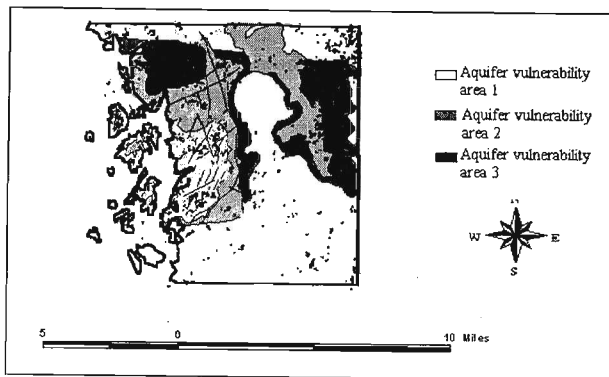 Aquifer vulnerability
area 1
Aquifer vulnerability
area 2
Aquifer vulnerability
area 3
W E
S
5 0 10 Miles